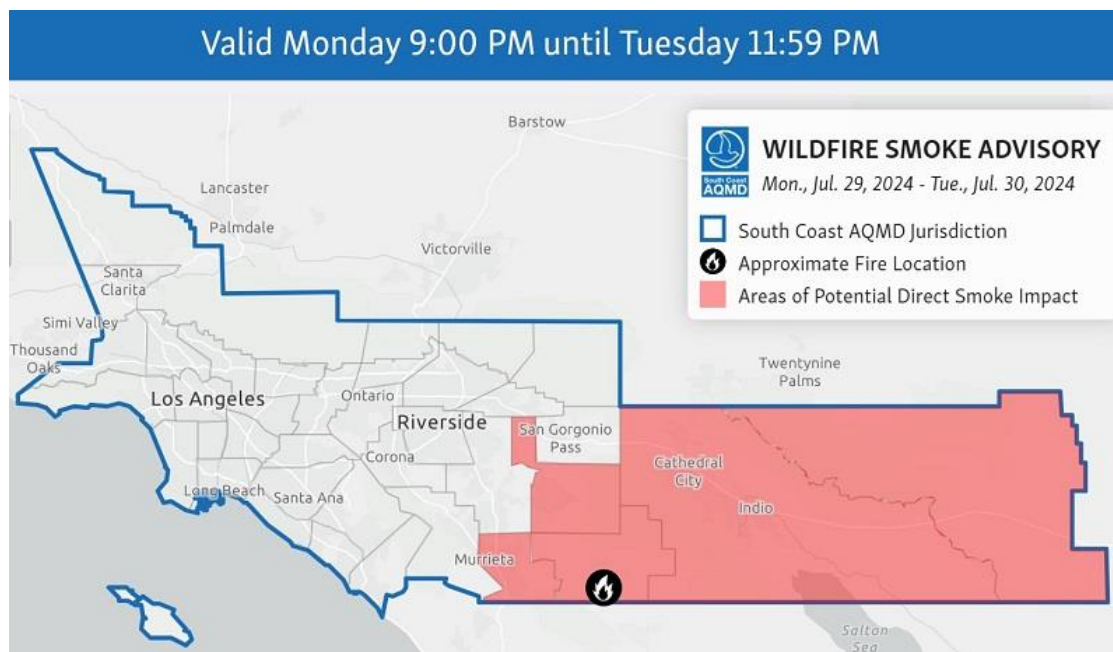 Valid Monday 9:00 PM until Tuesday 11:59 PM
Barstow
WILDFIRE SMOKE ADVISORY
South Coast
AQMD
Mon., Jul. 29, 2024 - Tue., Jul. 30, 2024
South Coast AQMD Jurisdiction
Approximate Fire Location
Areas of Potential Direct Smoke Impact
Lancaster
Palmdale
Victorville
Santa
Clarita
Simi Valley
Thousand
Oaks
Twentynine
Palms
Los Angeles
Ontario
Riverside
San Gorgonio
Pass
Corona
Cathedral
City
Long Beach
Santa Ana
Indio
Murrieta
Salton
Sea